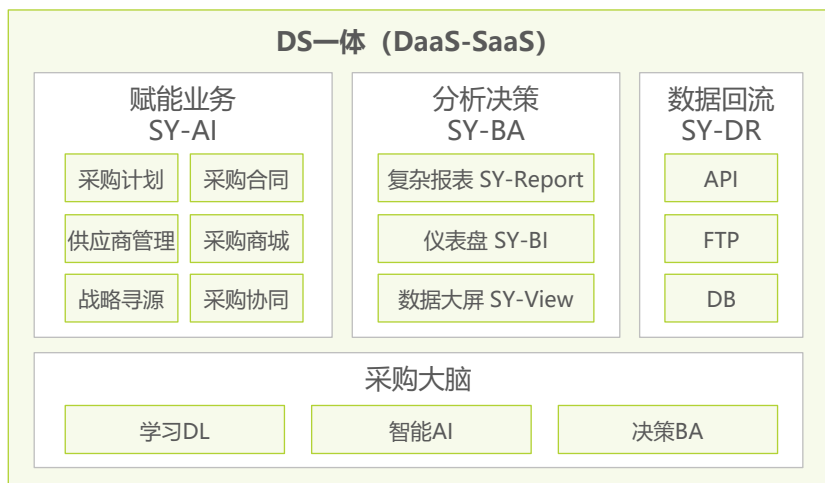 DS一体（DaaS-SaaS）
赋能业务
SY-AI
采购计划
采购合同
供应商管理
采购商城
战略寻源
采购协同
分析决策
SY-BA
复杂报表 SY-Report
仪表盘 SY-BI
数据大屏 SY-View
数据回流
SY-DR
API
FTP
DB
采购大脑
学习DL
智能AI
决策BA